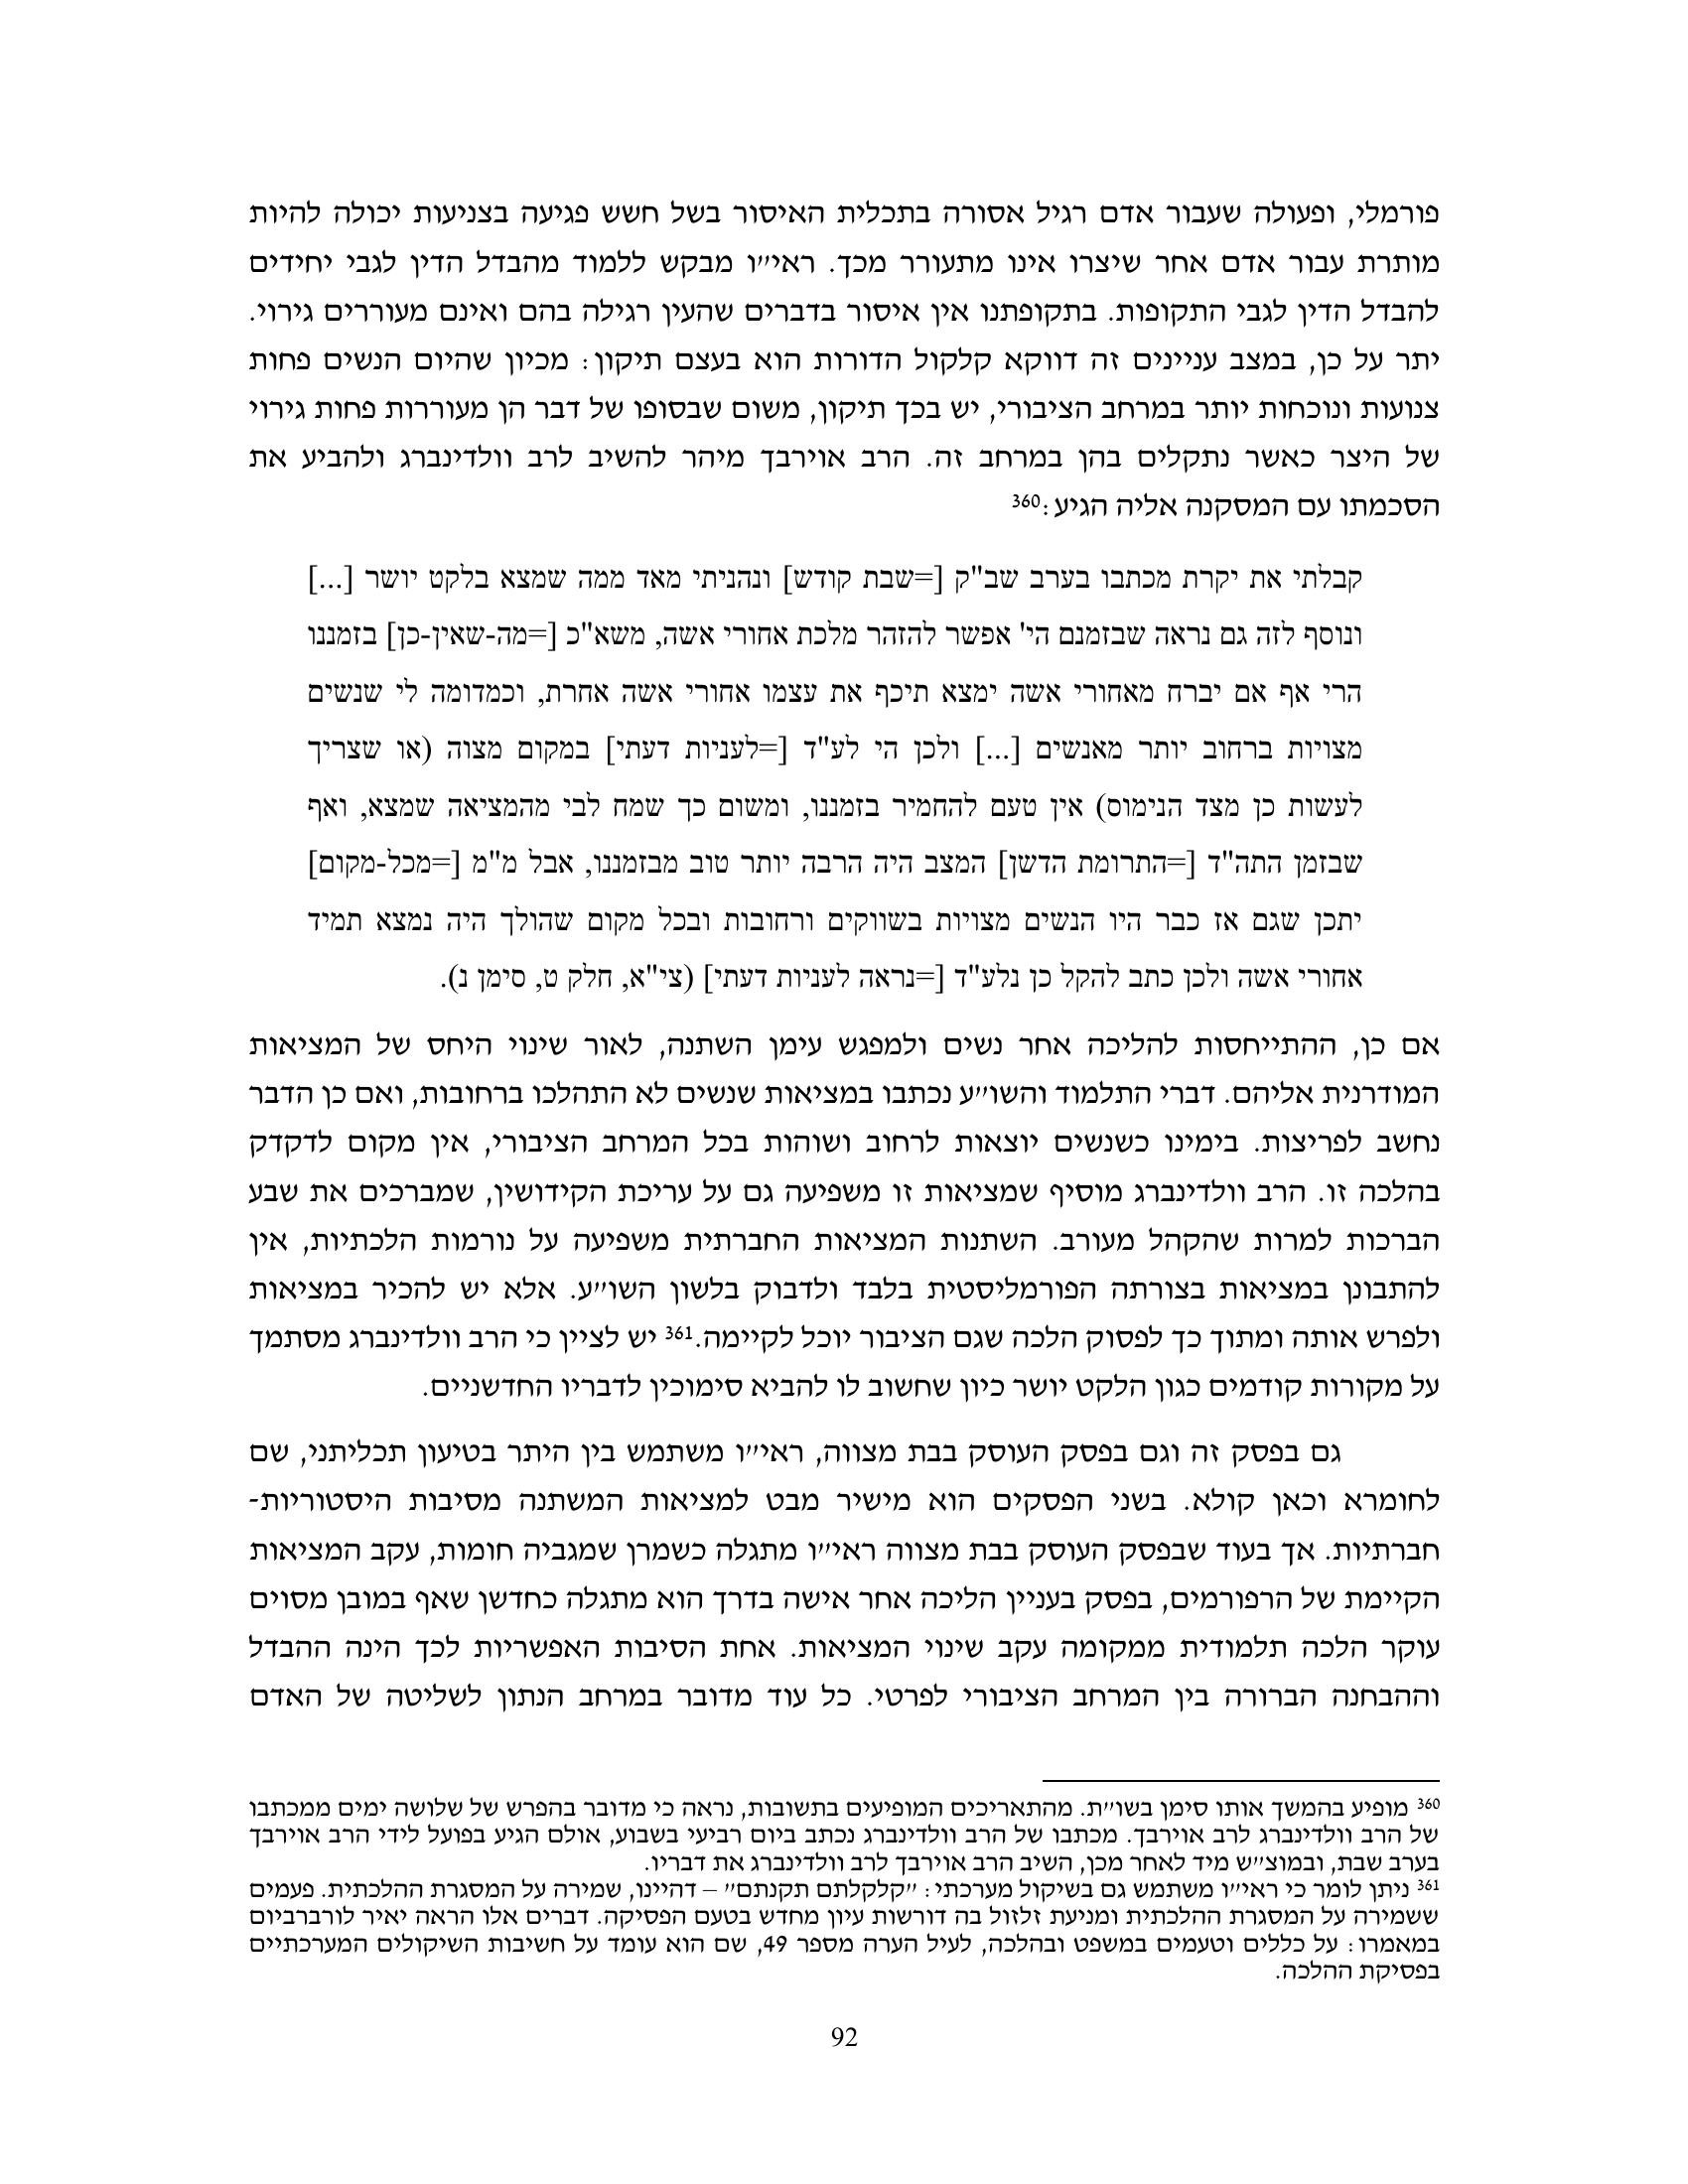 פורמלי, ופעולה שעבור אדם רגיל אסורה בתכלית האיסור בשל חשש פגיעה בצניעות יכולה להיות
מותרת עבור אדם אחר שיצרו אינו מתעורר מכך. ראי״ו מבקש ללמוד מהבדל הדין לגבי יחידים
להבדל הדין לגבי התקופות. בתקופתנו אין איסור בדברים שהעין רגילה בהם ואינם מעוררים גירוי.
יתר על כן, במצב עניינים זה דווקא קלקול הדורות הוא בעצם תיקון: מכיון שהיום הנשים פחות
צנועות ונוכחות יותר במרחב הציבורי, יש בכך תיקון, משום שבסופו של דבר הן מעוררות פחות גירוי
של היצר כאשר נתקלים בהן במרחב זה. הרב אוירבך מיהר להשיב לרב וולדינברג ולהביע את
הסכמתו עם המסקנה אליה הגיע:360
קבלתי את יקרת מכתבו בערב שב"ק [=שבת קודש] ונהניתי מאד ממה שמצא בלקט יושר [...]
ונוסף לזה גם נראה שבזמנם הי' אפשר להזהר מלכת אחורי אשה, משא"כ [=מה-שאין-כן] בזמננו
הרי אף אם יברח מאחורי אשה ימצא תיכף את עצמו אחורי אשה אחרת, וכמדומה לי שנשים
מצויות ברחוב יותר מאנשים [...] ולכן הי לע"ד [=לעניות דעתי] במקום מצוה (או שצריך
לעשות כן מצד הנימוס) אין טעם להחמיר בזמננו, ומשום כך שמח לבי מהמציאה שמצא, ואף
שבזמן התה"ד [=התרומת הדשן] המצב היה הרבה יותר טוב מבזמננו, אבל מ"מ [=מכל-מקום]
יתכן שגם אז כבר היו הנשים מצויות בשווקים ורחובות ובכל מקום שהולך היה נמצא תמיד
אחורי אשה ולכן כתב להקל כן נלע"ד [=נראה לעניות דעתי] (צי"א, חלק ט, סימן נ).
אם כן, ההתייחסות להליכה אחר נשים ולמפגש עימן השתנה, לאור שינוי היחס של המציאות
המודרנית אליהם. דברי התלמוד והשו״ע נכתבו במציאות שנשים לא התהלכו ברחובות, ואם כן הדבר
נחשב לפריצות. בימינו כשנשים יוצאות לרחוב ושוהות בכל המרחב הציבורי, אין מקום לדקדק
בהלכה זו. הרב וולדינברג מוסיף שמציאות זו משפיעה גם על עריכת הקידושין, שמברכים את שבע
הברכות למרות שהקהל מעורב. השתנות המציאות החברתית משפיעה על נורמות הלכתיות, אין
להתבונן במציאות בצורתה הפורמליסטית בלבד ולדבוק בלשון השו״ע. אלא יש להכיר במציאות
ולפרש אותה ומתוך כך לפסוק הלכה שגם הציבור יוכל לקיימה.361 יש לציין כי הרב וולדינברג מסתמך
על מקורות קודמים כגון הלקט יושר כיון שחשוב לו להביא סימוכין לדבריו החדשניים.
גם בפסק זה וגם בפסק העוסק בבת מצווה, ראי״ו משתמש בין היתר בטיעון תכליתני, שם
לחומרא וכאן קולא. בשני הפסקים הוא מישיר מבט למציאות המשתנה מסיבות היסטוריות-
חברתיות. אך בעוד שבפסק העוסק בבת מצווה ראי״ו מתגלה כשמרן שמגביה חומות, עקב המציאות
הקיימת של הרפורמים, בפסק בעניין הליכה אחר אישה בדרך הוא מתגלה כחדשן שאף במובן מסוים
עוקר הלכה תלמודית ממקומה עקב שינוי המציאות. אחת הסיבות האפשריות לכך הינה ההבדל
וההבחנה הברורה בין המרחב הציבורי לפרטי. כל עוד מדובר במרחב הנתון לשליטה של האדם
360 מופיע בהמשך אותו סימן בשו״ת. מהתאריכים המופיעים בתשובות, נראה כי מדובר בהפרש של שלושה ימים ממכתבו
של הרב וולדינברג לרב אוירבך. מכתבו של הרב וולדינברג נכתב ביום רביעי בשבוע, אולם הגיע בפועל לידי הרב אוירבך
בערב שבת, ובמוצ״ש מיד לאחר מכן, השיב הרב אוירבך לרב וולדינברג את דבריו.
361 ניתן לומר כי ראי״ו משתמש גם בשיקול מערכתי: ״קלקלתם תקנתם״ – דהיינו, שמירה על המסגרת ההלכתית. פעמים
ששמירה על המסגרת ההלכתית ומניעת זלזול בה דורשות עיון מחדש בטעם הפסיקה. דברים אלו הראה יאיר לורברביום
במאמרו: על כללים וטעמים במשפט ובהלכה, לעיל הערה מספר 49, שם הוא עומד על חשיבות השיקולים המערכתיים
בפסיקת ההלכה.
92